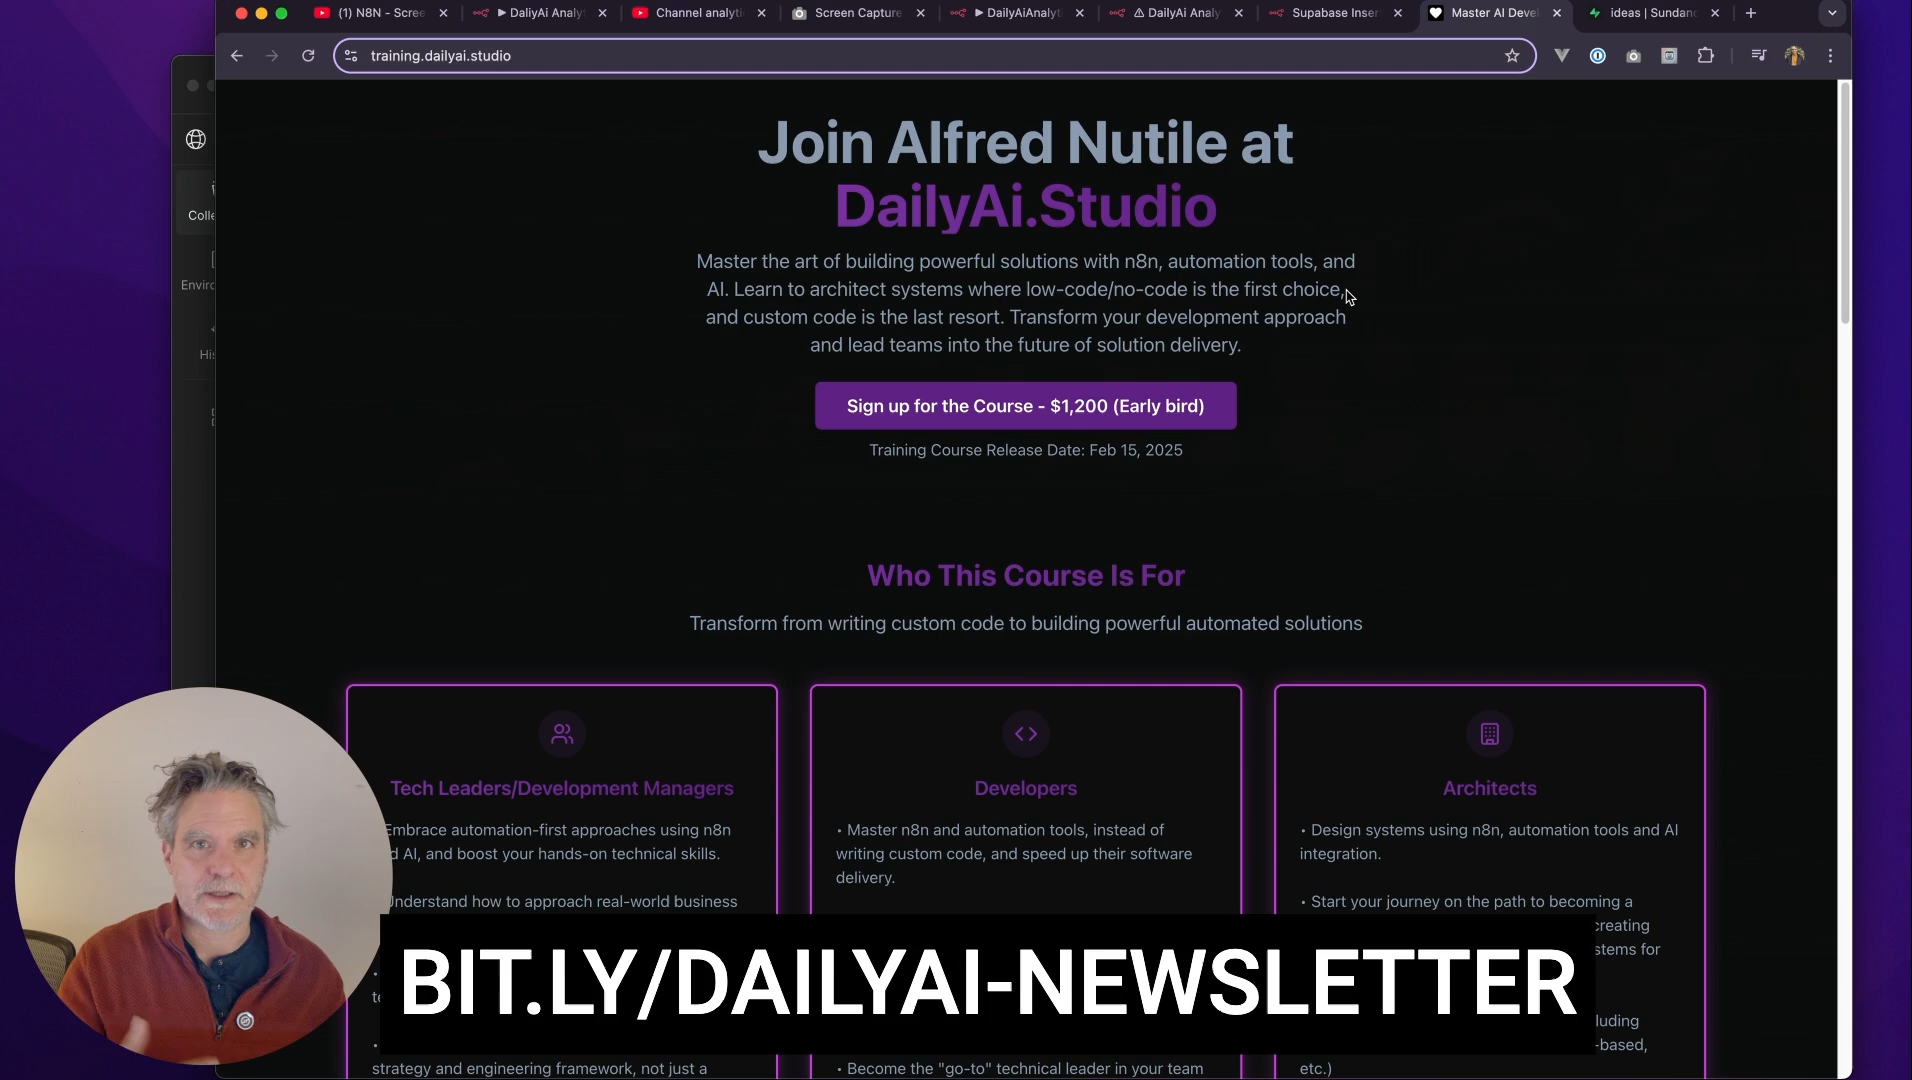 (1) N8N - Scree
DaliyAi Analy
Channel analyti
Screen Capture
DailyAiAnalyt
DailyAi Analy
Supabase Inser
Master AI Devel
ideas | Sundanc
training.dailyai.studio
Colle
Enviro
His
Join Alfred Nutile at
DailyAi.Studio
Master the art of building powerful solutions with n8n, automation tools, and
AI. Learn to architect systems where low-code/no-code is the first choice,
and custom code is the last resort. Transform your development approach
and lead teams into the future of solution delivery.
Sign up for the Course - $1,200 (Early bird)
Training Course Release Date: Feb 15, 2025
Who This Course Is For
Transform from writing custom code to building powerful automated solutions
Tech Leaders/Development Managers
Embrace automation-first approaches using n8n
d AI, and boost your hands-on technical skills.
Understand how to approach real-world business
strategy and engineering framework, not just a
Developers
• Master n8n and automation tools, instead of
writing custom code, and speed up their software
delivery.
• Become the "go-to" technical leader in your team
Architects
• Design systems using n8n, automation tools and AI
integration.
• Start your journey on the path to becoming a
creating
stems for
luding
-based,
etc.)
BIT.LY/DAILYAI-NEWSLETTER